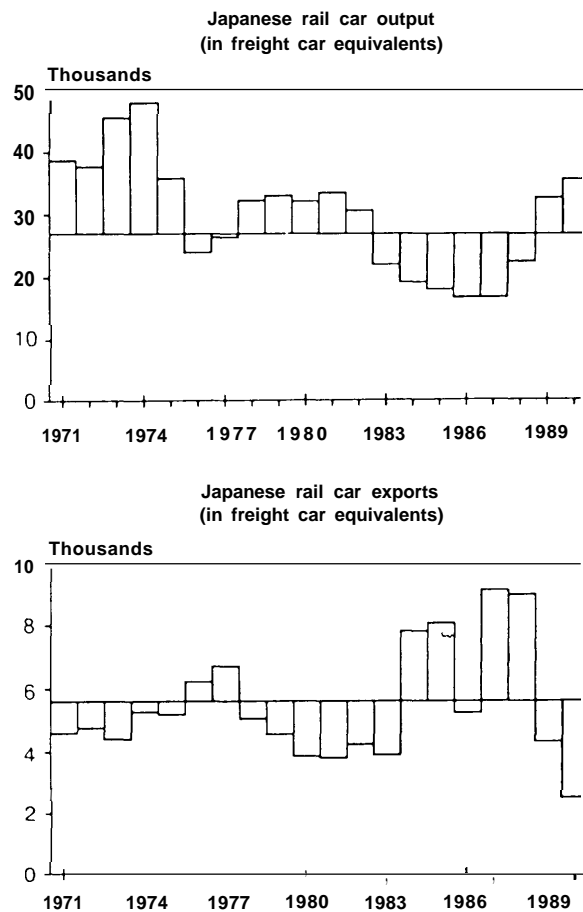 Japanese rail car output
(in freight car equivalents)
Thousands
50
40
30
20
10
0
1971 1974 1977 1980 1983 1986 1989
Japanese rail car exports
(in freight car equivalents)
Thousands
10
8
6
4
2
0
1971 1974 1977 1980 1983 1986 1989